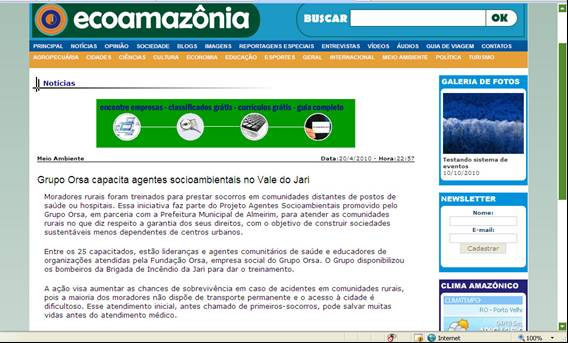 ecoamazônia
BUSCAR OK
PRINCIPAL NOTÍCIAS OPINIÃO SOCIEDADE BLOGS IMAGENS REPORTAGENS ESPECIAIS ENTREVISTAS VÍDEOS ÁUDIOS GUIA DE VIAGEM CONTATOS
AGROPECUÁRIA CIDADES CIÊNCIAS CULTURA ECONOMIA EDUCAÇÃO ESPORTES GERAL INTERNACIONAL MEIO AMBIENTE POLÍTICA TURISMO
Notícias
encontre empresas - classificados grátis - currículos grátis - guia completo
Meio Ambiente Data:20/4/2010 - Hora:22:57
Grupo Orsa capacita agentes socioambientais no Vale do Jari
Moradores rurais foram treinados para prestar socorros em comunidades distantes de postos de
saúde ou hospitais. Essa iniciativa faz parte do Projeto Agentes Socioambientais promovido pelo
Grupo Orsa, em parceria com a Prefeitura Municipal de Almeirim, para atender as comunidades
rurais no que diz respeito a garantia dos seus direitos, com o objetivo de construir sociedades
sustentáveis menos dependentes de centros urbanos.
Entre os 25 capacitados, estão lideranças e agentes comunitários de saúde e educadores de
organizações atendidas pela Fundação Orsa, empresa social do Grupo Orsa. O Grupo disponibilizou
os bombeiros da Brigada de Incêndio da Jari para dar o treinamento.
A ação visa aumentar as chances de sobrevivência em caso de acidentes em comunidades rurais,
pois a maioria dos moradores não dispõe de transporte permanente e o acesso à cidade é
dificultoso. Esse atendimento inicial, antes chamado de primeiros-socorros, pode salvar muitas
vidas antes do atendimento médico.
GALERIA DE FOTOS
Testando sistema de
eventos
10/10/2010
NEWSLETTER
Nome:
E-mail:
Cadastrar
CLIMA AMAZÔNICO
CLIMATEMPO
RO - Porto Velho
Internet 100%